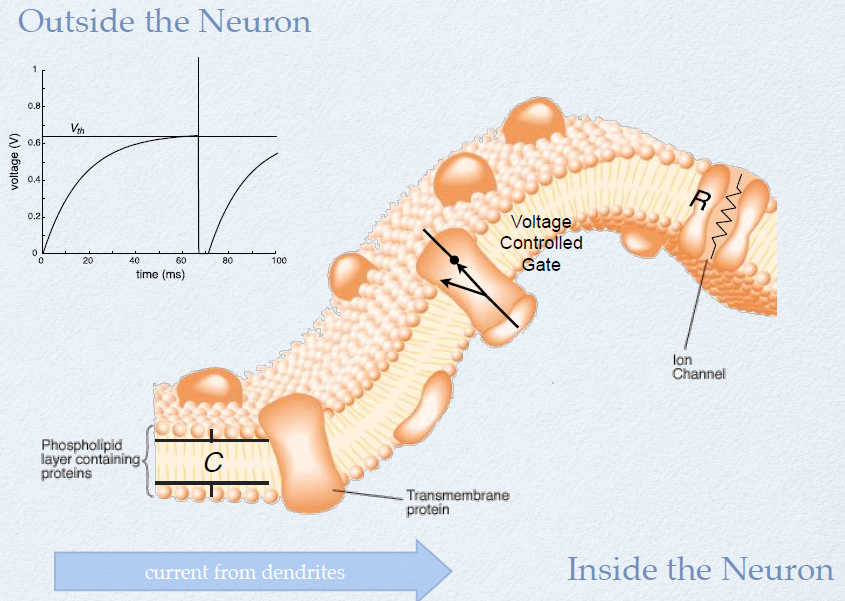 Outside the Neuron
1
0.8
0.6
0.4
0.2
0
voltage (V)
Vth
0
20
40
60
80
100
time (ms)
Voltage
Controlled
Gate
R
Ion
Channel
Phospholipid
layer containing
proteins
C
Transmembrane
protein
current from dendrites
Inside the Neuron